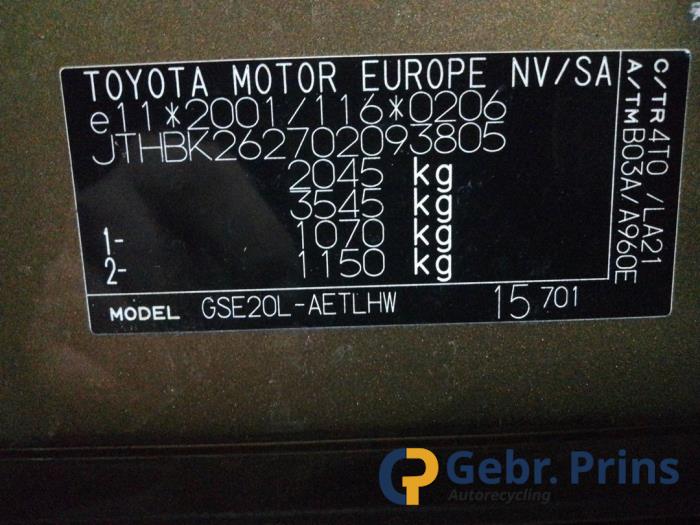 TOYOTA MOTOR EUROPE NV/SA
e11*2001/116*0206
JTHBK262702093805
2045 kg
3545 kg
1- 1070 kg
2- 1150 kg
MODEL GSE20L-AETLHW 15 701
C/TR 4T0 /LA21
A/TM B03A/A960E
Gebr. Prins
Autorecycling